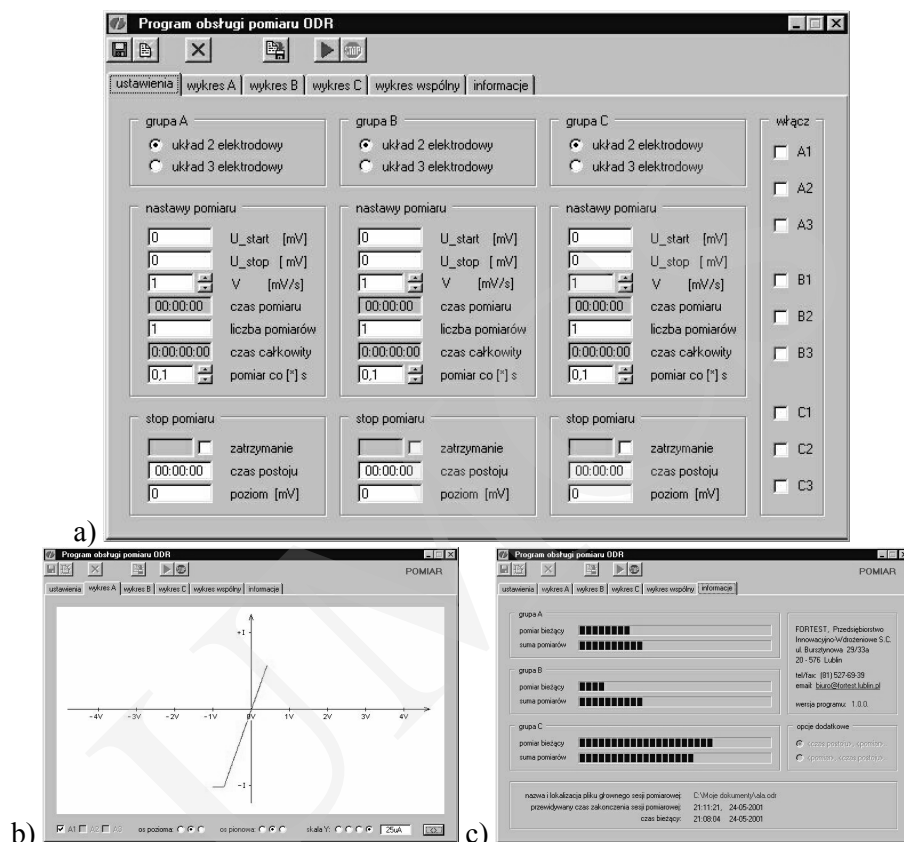 Program obsługi pomiaru ODR
STOP
ustawienia wykres A wykres B wykres C wykres wspólny informacje
grupa A grupa B grupa C włącz
układ 2 elektrodowy układ 2 elektrodowy układ 2 elektrodowy A1
układ 3 elektrodowy układ 3 elektrodowy układ 3 elektrodowy
A2
nastawy pomiaru nastawy pomiaru nastawy pomiaru A3
0 U_start [mV] 0 U_start [mV] 0 U_start [mV]
0 U_stop [ mV] 0 U_stop [ mV] 0 U_stop [ mV]
1 V [mV/s] 1 V [mV/s] 1 V [mV/s] B1
00:00:00 czas pomiaru 00:00:00 czas pomiaru 00:00:00 czas pomiaru
1 liczba pomiarów 1 liczba pomiarów 1 liczba pomiarów B2
0:00:00:00 czas całkowity 0:00:00:00 czas całkowity 0:00:00:00 czas całkowity B3
0,1 pomiar co [*] s 0,1 pomiar co [*] s 0,1 pomiar co [*] s
stop pomiaru stop pomiaru stop pomiaru C1
zatrzymanie zatrzymanie zatrzymanie C2
00:00:00 czas postoju 00:00:00 czas postoju 00:00:00 czas postoju
0 poziom [mV] 0 poziom [mV] 0 poziom [mV] C3
a)
Program obsługi pomiaru ODR
POMIAR
ustawienia wykres A wykres B wykres C wykres wspólny informacje
+I
-4V -3V -2V -1V 0V 1V 2V 3V 4V
-I
A1 A2 A3 os pozioma: os pionowa: skala Y: 25uA
b)
Program obsługi pomiaru ODR
POMIAR
ustawienia wykres A wykres B wykres C wykres wspólny informacje
grupa A
pomiar bieżący
suma pomiarów
grupa B
pomiar bieżący
suma pomiarów
grupa C
pomiar bieżący
suma pomiarów
FORTEST, Przedsiębiorstwo
Innowacyjno-Wdrożeniowe S.C.
ul. Bursztynowa 29/33a
20 - 576 Lublin
tel/fax: (81) 527-69-39
email: biuro@fortest.lublin.pl
wersja programu: 1.0.0.
opcje dodatkowe
nazwa i lokalizacja pliku głownego sesji pomiarowej: C:\Moje dokumenty\ala.odr
przewidywany czas zakonczenia sesji pomiarowej: 21:11:21, 24-05-2001
czas bieżący: 21:08:04 24-05-2001
c)